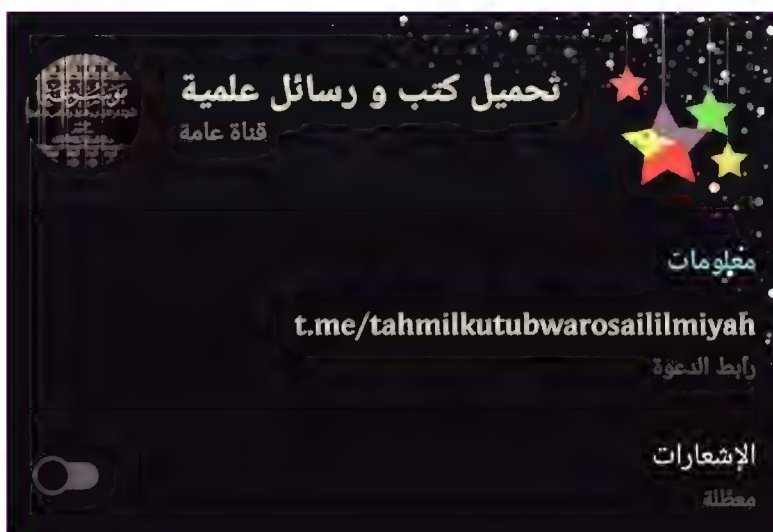 تحميل كتب و رسائل علمية
قناة عامة
معلومات
t.me/tahmilkutubwarosaililmiyah
رابط الدعوة
الإشعارات
معطلة